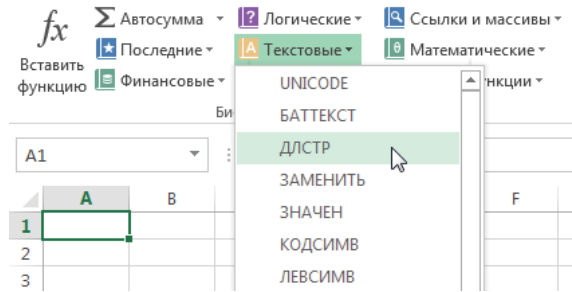 fx Вставить функцию
Σ Автосумма
Логические
Ссылки и массивы
Последние
A Текстовые
θ Математические
Финансовые
нкции
Би
UNICODE
БАТТЕКСТ
ДЛСТР
ЗАМЕНИТЬ
ЗНАЧЕН
КОДСИМВ
ЛЕВСИМВ
A1
A B F
1
2
3